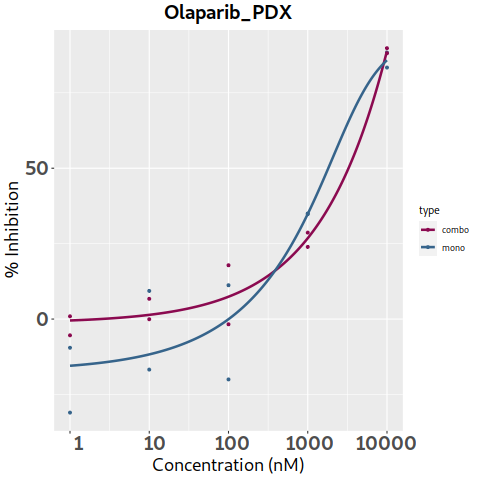 Olaparib_PDX
% Inhibition
50
0
1 10 100 1000 10000
Concentration (nM)
type
combo
mono